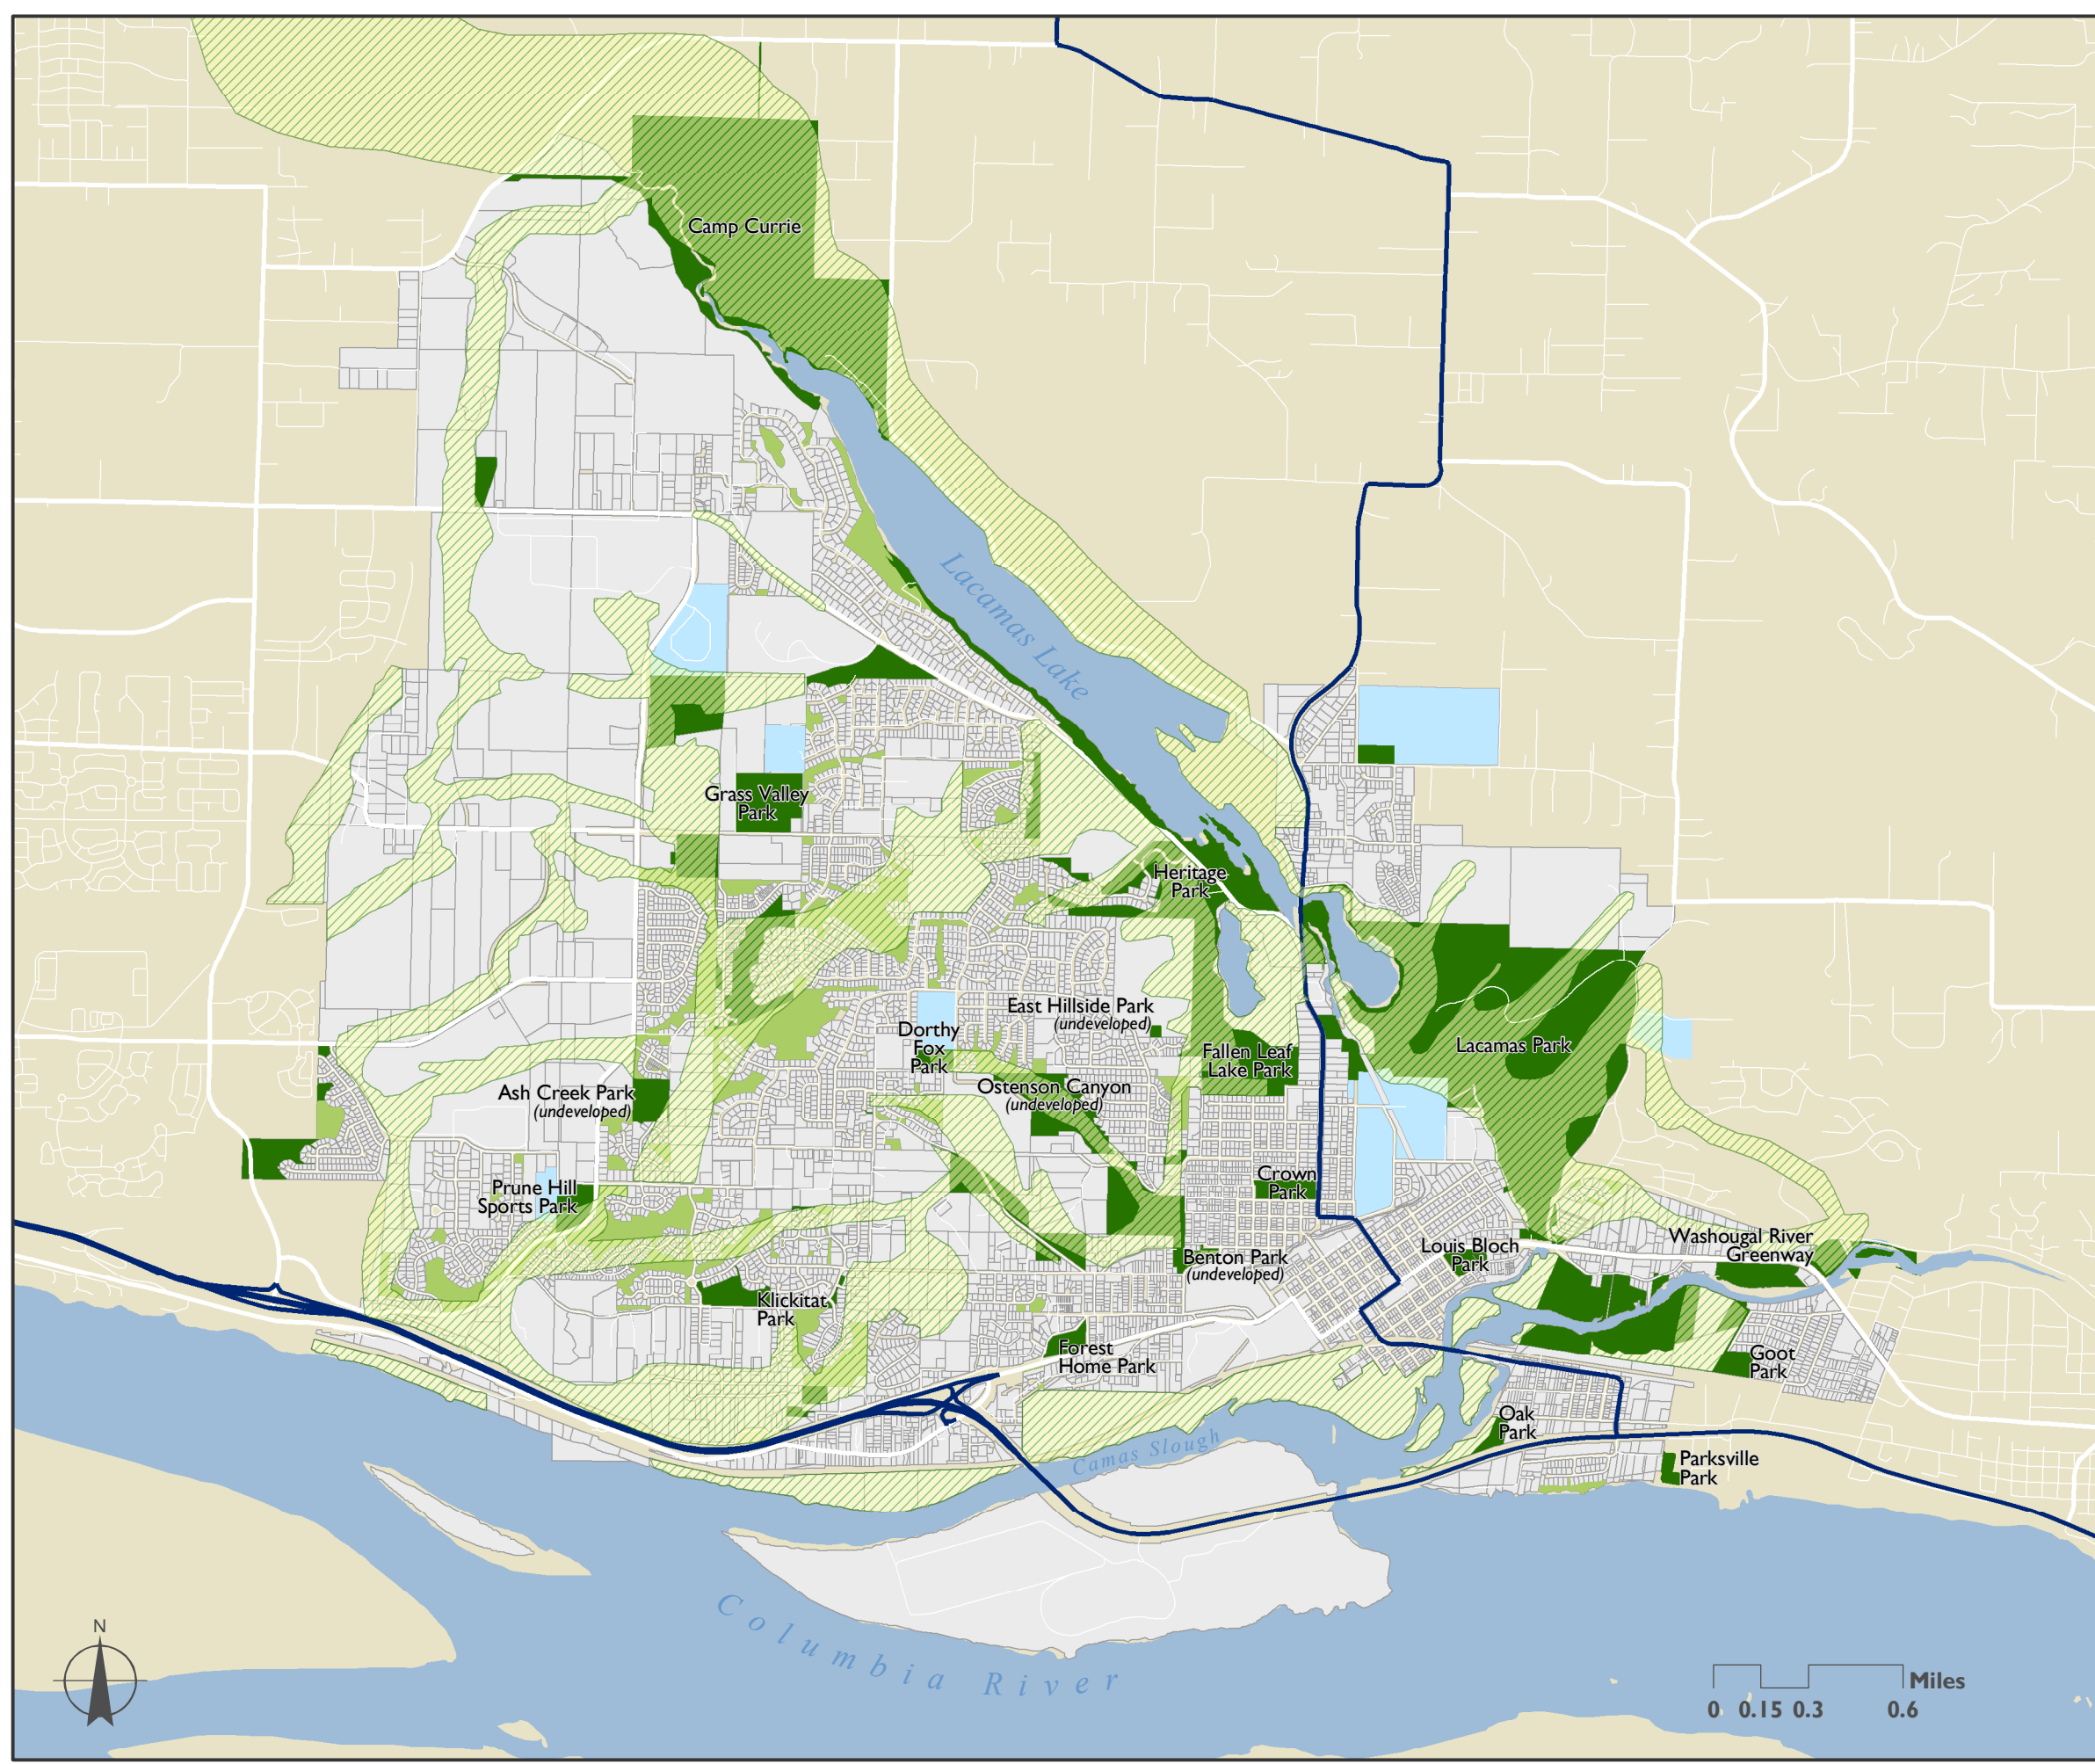 Camp Currie
Lacamas Lake
Grass Valley
Park
Heritage
Park
East Hillside Park
(undeveloped)
Dorthy
Fox
Park
Fallen Leaf
Lake Park
Lacamas Park
Ash Creek Park
(undeveloped)
Ostenson Canyon
(undeveloped)
Prune Hill
Sports Park
Crown
Park
Washougal River
Greenway
Louis Bloch
Park
Benton Park
(undeveloped)
Klickitat
Park
Forest
Home Park
Goot
Park
Oak
Park
Camas Slough
Parksville
Park
Columbia River
N
Miles
0 0.15 0.3 0.6